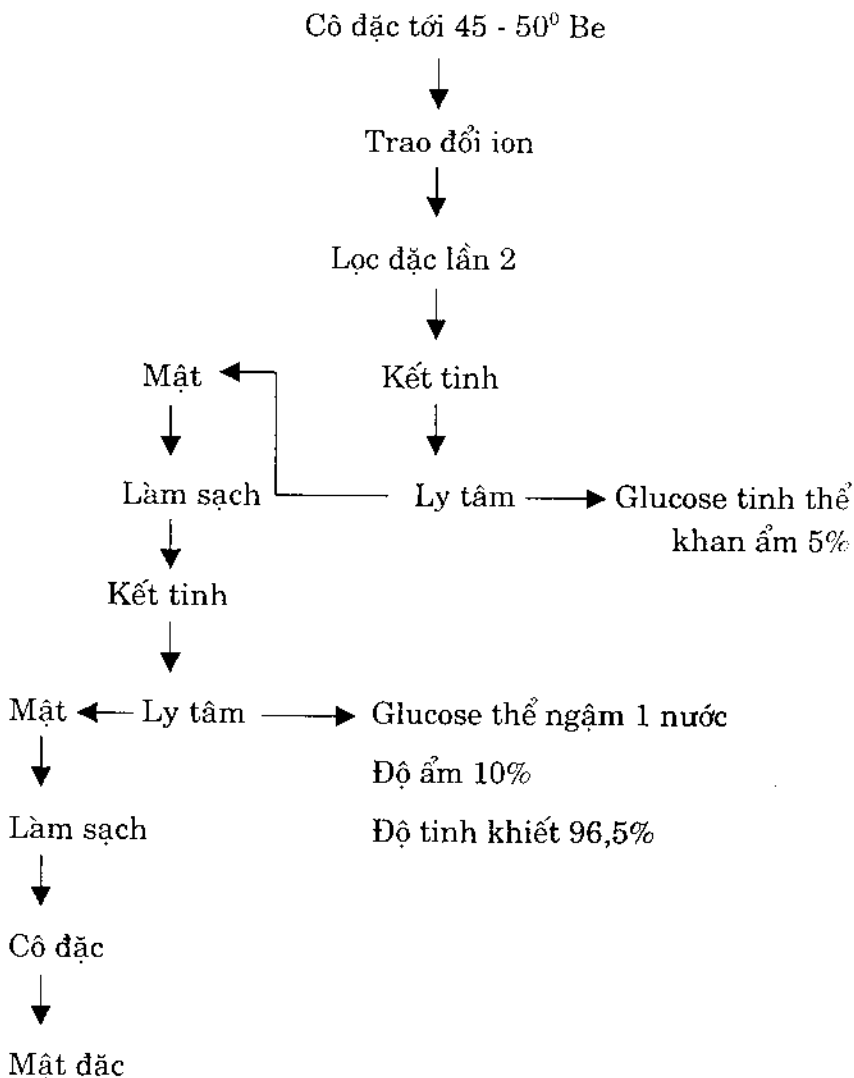 Cô đặc tới 45 - 50⁰ Be
Trao đổi ion
Lọc đặc lần 2
Mật
Kết tinh
Làm sạch
Ly tâm
Glucose tinh thể
khan ẩm 5%
Kết tinh
Mật
Ly tâm
Glucose thể ngậm 1 nước
Độ ẩm 10%
Làm sạch
Độ tinh khiết 96,5%
Cô đặc
Mật đặc